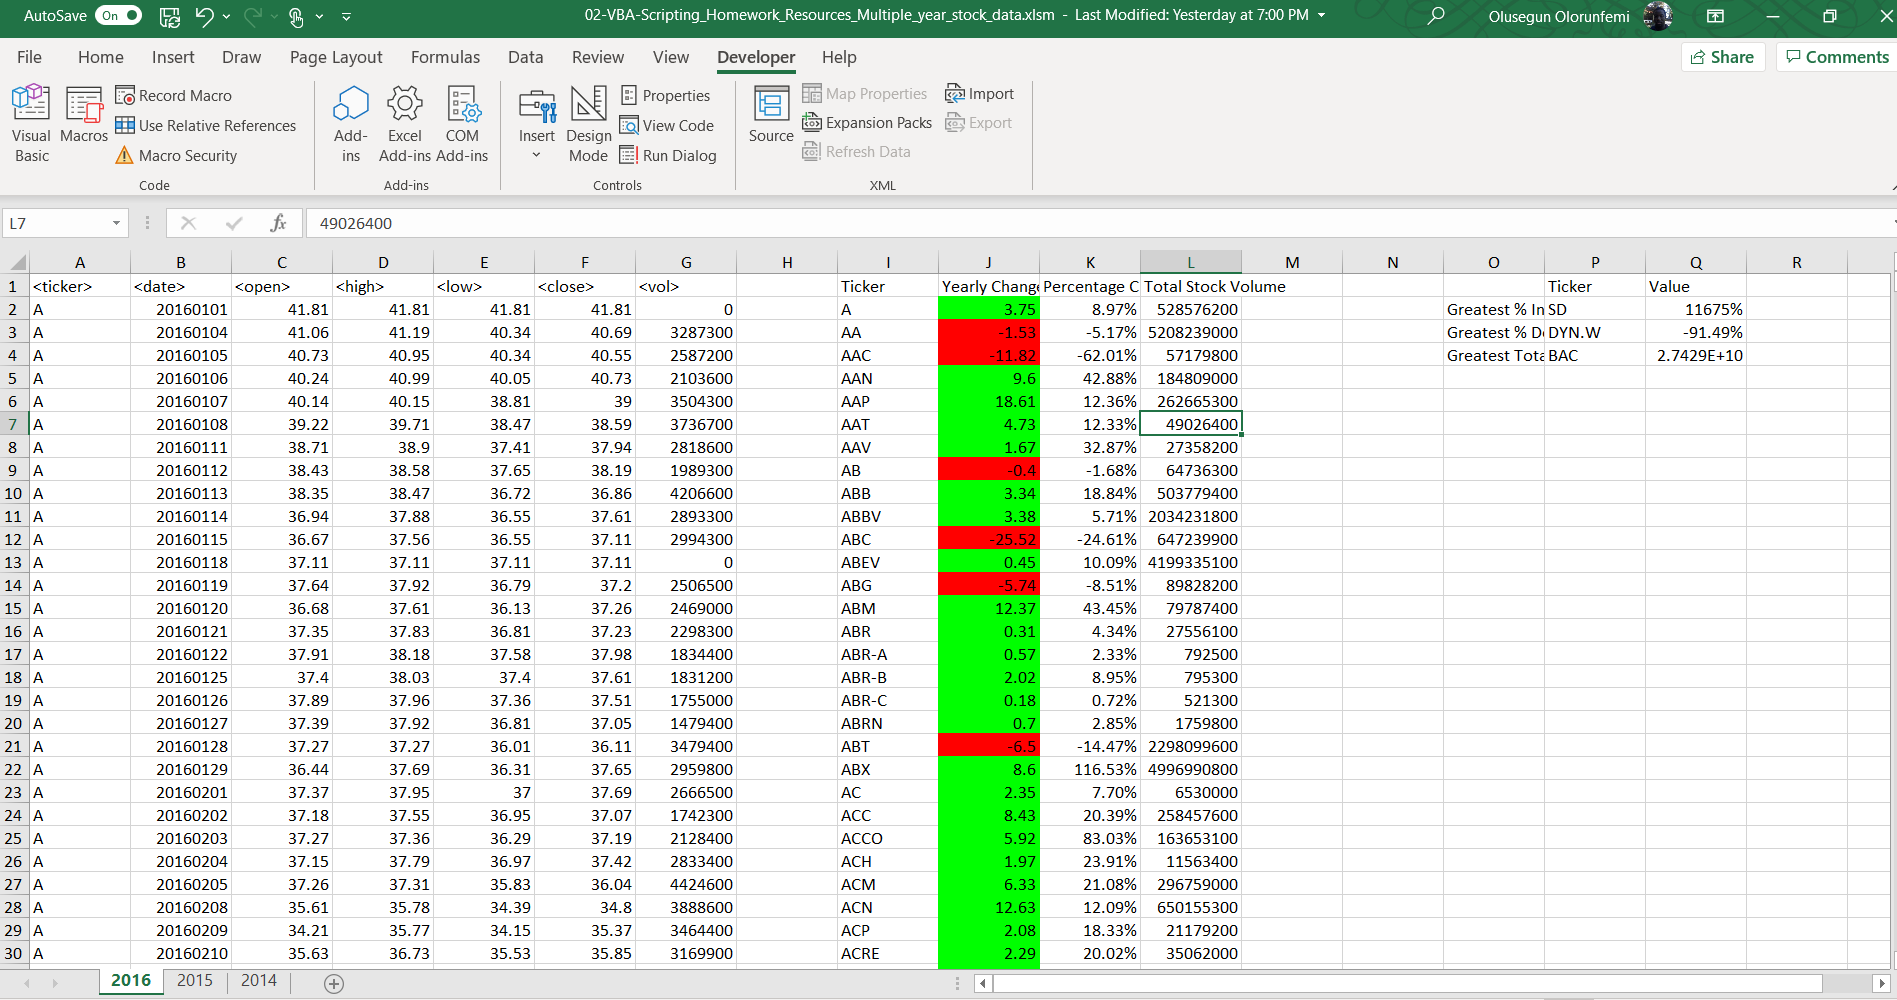 AutoSave On 02-VBA-Scripting_Homework_Resources_Multiple_year_stock_data.xlsm - Last Modified: Yesterday at 7:00 PM Olusegun Olorunfemi
File Home Insert Draw Page Layout Formulas Data Review View Developer Help Share Comments
Visual Basic Macros Record Macro Use Relative References Macro Security
Add-ins Excel Add-ins COM Add-ins
Insert Design Mode Properties View Code Run Dialog
Source Map Properties Expansion Packs Refresh Data Import Export
Code Add-ins Controls XML
L7 fx 49026400
A B C D E F G H I J K L M N O P Q R
1 <ticker> <date> <open> <high> <low> <close> <vol> Ticker Yearly Change Percentage C Total Stock Volume Ticker Value
2 A 20160101 41.81 41.81 41.81 41.81 0 A 3.75 8.97% 528576200 Greatest % In SD 11675%
3 A 20160104 41.06 41.19 40.34 40.69 3287300 AA -1.53 -5.17% 5208239000 Greatest % De DYN.W -91.49%
4 A 20160105 40.73 40.95 40.34 40.55 2587200 AAC -11.82 -62.01% 57179800 Greatest Tota BAC 2.7429E+10
5 A 20160106 40.24 40.99 40.05 40.73 2103600 AAN 9.6 42.88% 184809000
6 A 20160107 40.14 40.15 38.81 39 3504300 AAP 18.61 12.36% 262665300
7 A 20160108 39.22 39.71 38.47 38.59 3736700 AAT 4.73 12.33% 49026400
8 A 20160111 38.71 38.9 37.41 37.94 2818600 AAV 1.67 32.87% 27358200
9 A 20160112 38.43 38.58 37.65 38.19 1989300 AB -0.4 -1.68% 64736300
10 A 20160113 38.35 38.47 36.72 36.86 4206600 ABB 3.34 18.84% 503779400
11 A 20160114 36.94 37.88 36.55 37.61 2893300 ABBV 3.38 5.71% 2034231800
12 A 20160115 36.67 37.56 36.55 37.11 2994300 ABC -25.52 -24.61% 647239900
13 A 20160118 37.11 37.11 37.11 37.11 0 ABEV 0.45 10.09% 4199335100
14 A 20160119 37.64 37.92 36.79 37.2 2506500 ABG -5.74 -8.51% 89828200
15 A 20160120 36.68 37.61 36.13 37.26 2469000 ABM 12.37 43.45% 79787400
16 A 20160121 37.35 37.83 36.81 37.23 2298300 ABR 0.31 4.34% 27556100
17 A 20160122 37.91 38.18 37.58 37.98 1834400 ABR-A 0.57 2.33% 792500
18 A 20160125 37.4 38.03 37.4 37.61 1831200 ABR-B 2.02 8.95% 795300
19 A 20160126 37.89 37.96 37.36 37.51 1755000 ABR-C 0.18 0.72% 521300
20 A 20160127 37.39 37.92 36.81 37.05 1479400 ABRN 0.7 2.85% 1759800
21 A 20160128 37.27 37.27 36.01 36.11 3479400 ABT -6.5 -14.47% 2298099600
22 A 20160129 36.44 37.69 36.31 37.65 2959800 ABX 8.6 116.53% 4996990800
23 A 20160201 37.37 37.95 37 37.69 2666500 AC 2.35 7.70% 6530000
24 A 20160202 37.18 37.55 36.95 37.07 1742300 ACC 8.43 20.39% 258457600
25 A 20160203 37.27 37.36 36.29 37.19 2128400 ACCO 5.92 83.03% 163653100
26 A 20160204 37.15 37.79 36.97 37.42 2833400 ACH 1.97 23.91% 11563400
27 A 20160205 37.26 37.31 35.83 36.04 4424600 ACM 6.33 21.08% 296759000
28 A 20160208 35.61 35.78 34.39 34.8 3888600 ACN 12.63 12.09% 650155300
29 A 20160209 34.21 35.77 34.15 35.37 3464400 ACP 2.08 18.33% 21179200
30 A 20160210 35.63 36.73 35.53 35.85 3169900 ACRE 2.29 20.02% 35062000
2016 2015 2014